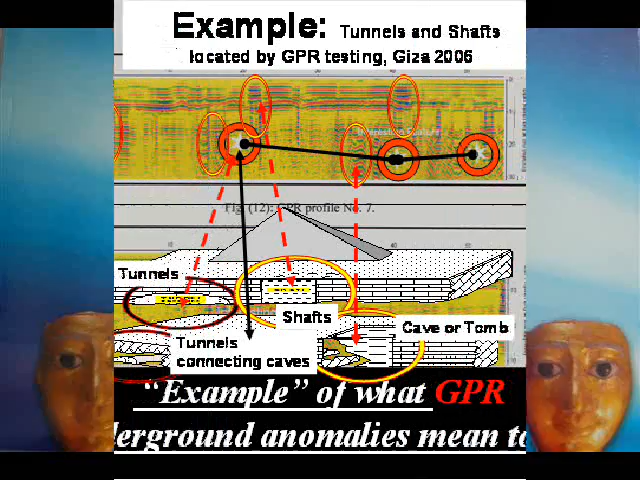 Example: Tunnels and Shafts
located by GPR testing, Giza 2006
Fig. (12): GPR profile No. 7.
Tunnels
Shafts
Cave or Tomb
Tunnels
connecting caves
“Example” of what GPR
derground anomalies mean to